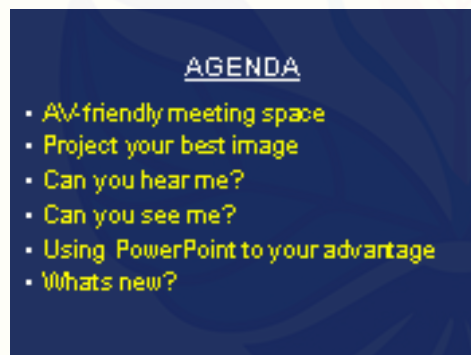 AGENDA
• AV-friendly meeting space
• Project your best image
• Can you hear me?
• Can you see me?
• Using PowerPoint to your advantage
• Whats new?